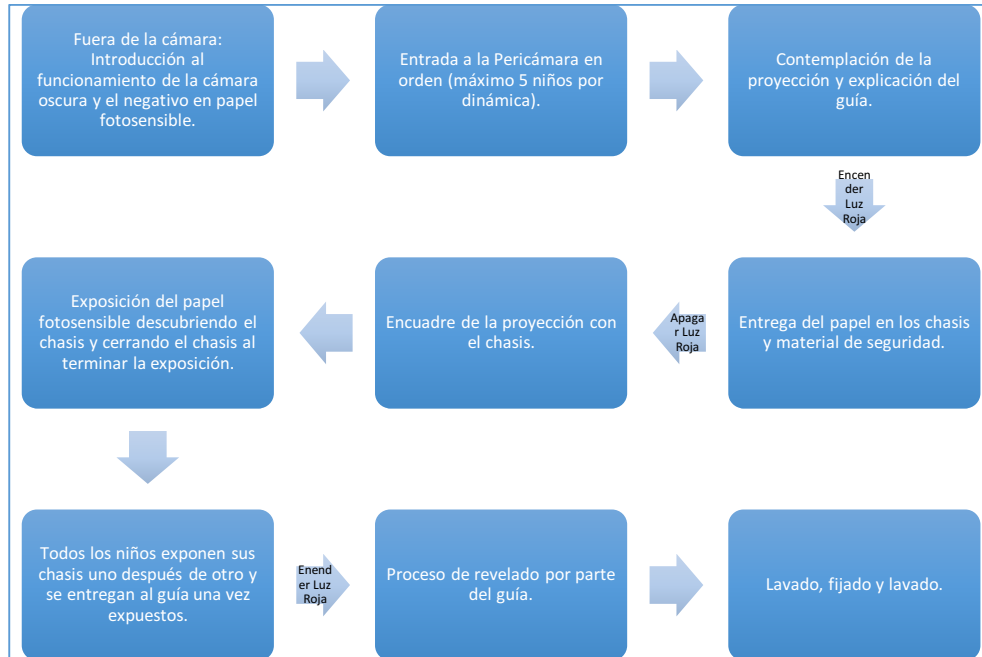 Fuera de la cámara:
Introducción al
funcionamiento de la cámara
oscura y el negativo en papel
fotosensible.
Entrada a la Pericámara en
orden (máximo 5 niños por
dinámica).
Contemplación de la
proyección y explicación del
guía.
Encen
der
Luz
Roja
Entrega del papel en los chasis
y material de seguridad.
Apaga
r Luz
Roja
Encuadre de la proyección con
el chasis.
Exposición del papel
fotosensible descubriendo el
chasis y cerrando el chasis al
terminar la exposición.
Todos los niños exponen sus
chasis uno después de otro y
se entregan al guía una vez
expuestos.
Enend
er Luz
Roja
Proceso de revelado por parte
del guía.
Lavado, fijado y lavado.